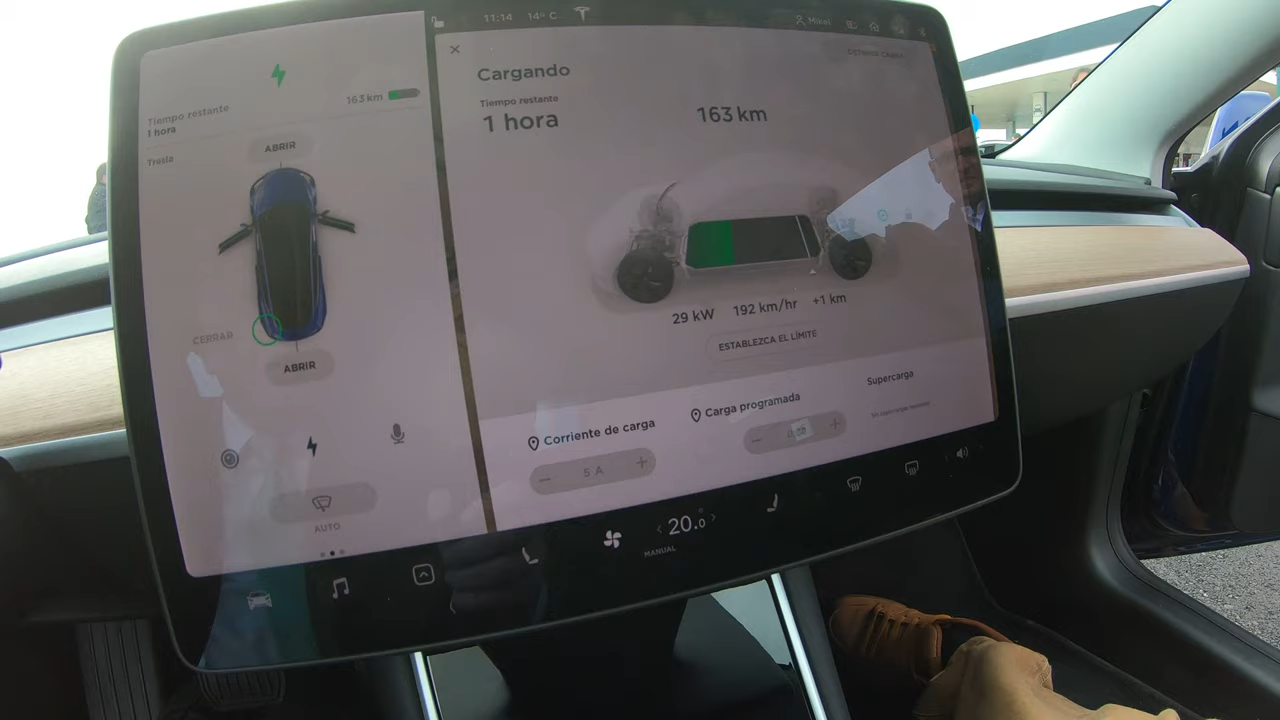 11:14 14° C
Mixel
Tiempo restante
1 hora
163 km
ABRIR
CERRAR
ABRIR
AUTO
Cargando
Tiempo restante
1 hora
163 km
29 kW 192 km/hr +1 km
ESTABLEZCA EL LÍMITE
Corriente de carga
- 5 A +
Carga programada
Supercarga
< 20.0 >
MANUAL